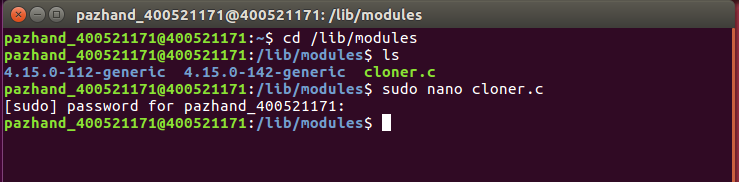 pazhand_400521171@400521171: /lib/modules
pazhand_400521171@400521171:~$ cd /lib/modules
pazhand_400521171@400521171:/lib/modules$ ls
4.15.0-112-generic  4.15.0-142-generic  cloner.c
pazhand_400521171@400521171:/lib/modules$ sudo nano cloner.c
[sudo] password for pazhand_400521171:
pazhand_400521171@400521171:/lib/modules$